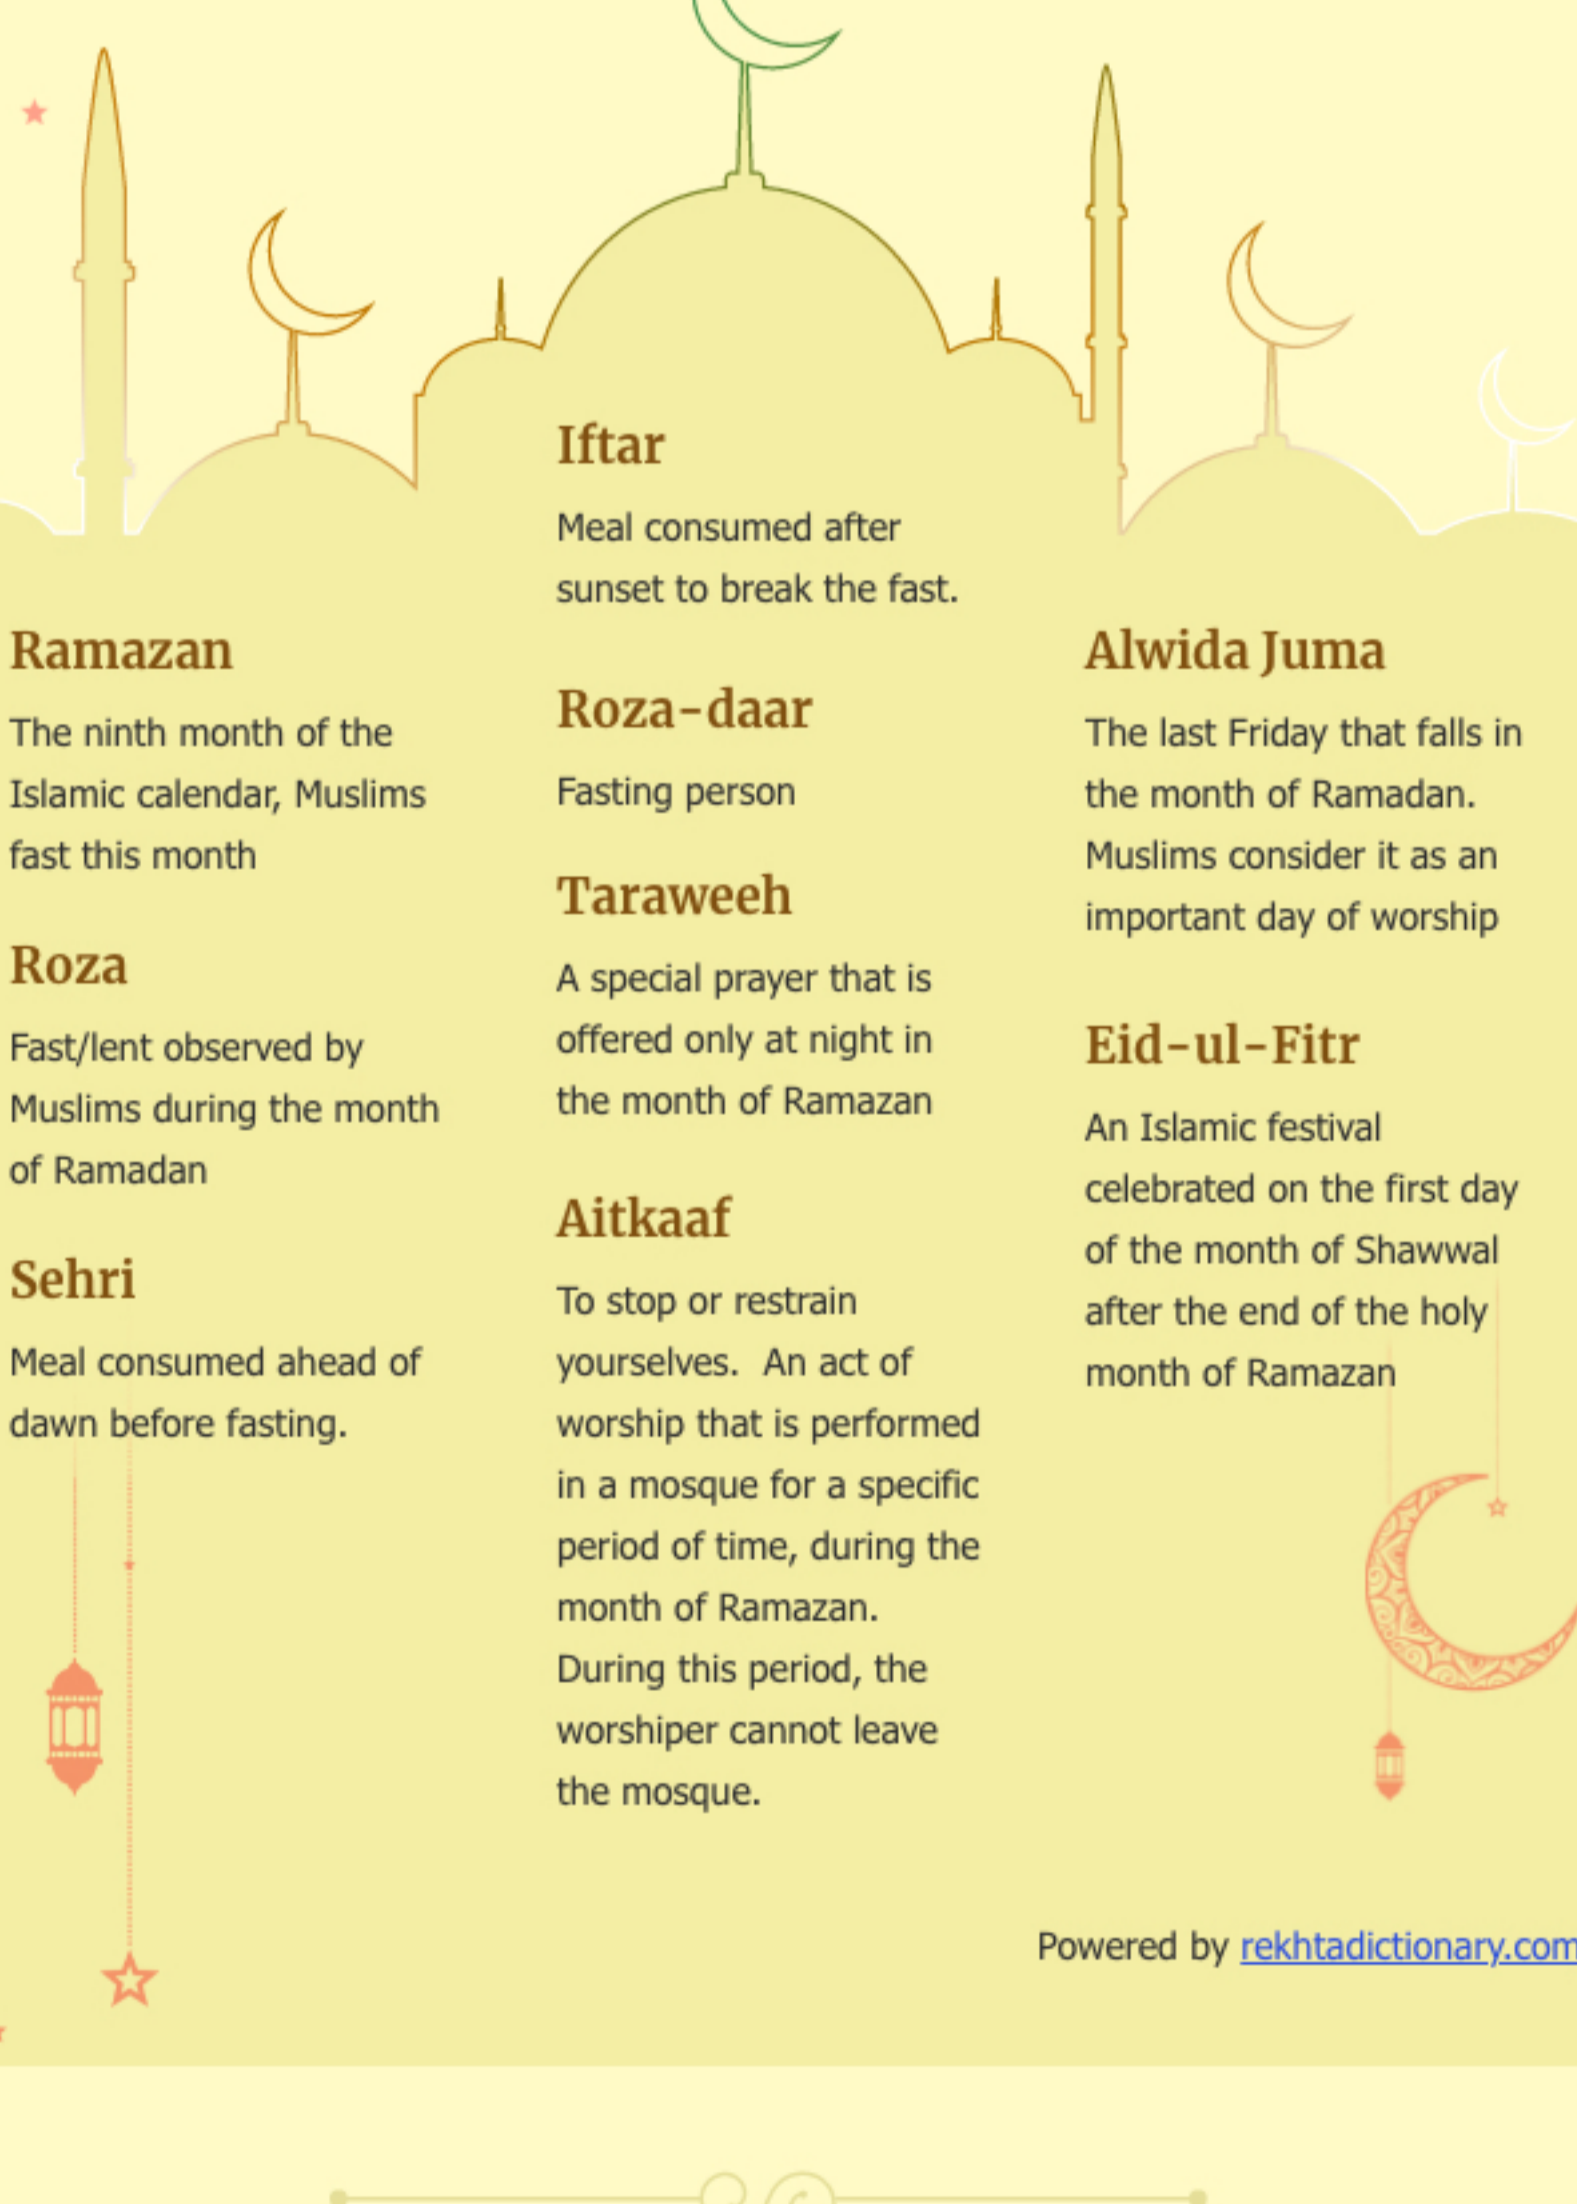 Ramazan
The ninth month of the
Islamic calendar, Muslims
fast this month
Roza
Fast/lent observed by
Muslims during the month
of Ramadan
Sehri
Meal consumed ahead of
dawn before fasting.
Iftar
Meal consumed after
sunset to break the fast.
Roza-daar
Fasting person
Taraweeh
A special prayer that is
offered only at night in
the month of Ramazan
Aitkaaf
To stop or restrain
yourselves.  An act of
worship that is performed
in a mosque for a specific
period of time, during the
month of Ramazan.
During this period, the
worshiper cannot leave
the mosque.
Alwida Juma
The last Friday that falls in
the month of Ramadan.
Muslims consider it as an
important day of worship
Eid-ul-Fitr
An Islamic festival
celebrated on the first day
of the month of Shawwal
after the end of the holy
month of Ramazan
Powered by rekhtadictionary.com